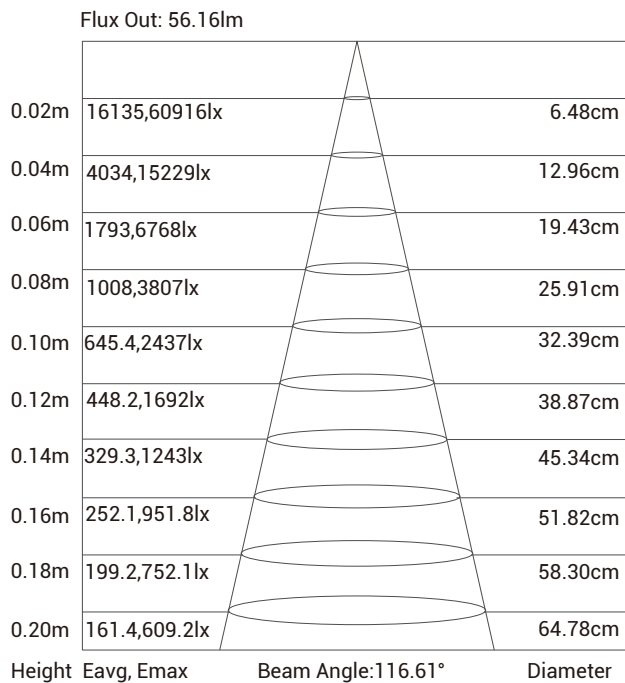 Flux Out: 56.16lm
0.02m 16135,60916lx 6.48cm
0.04m 4034,15229lx 12.96cm
0.06m 1793,6768lx 19.43cm
0.08m 1008,3807lx 25.91cm
0.10m 645.4,2437lx 32.39cm
0.12m 448.2,1692lx 38.87cm
0.14m 329.3,1243lx 45.34cm
0.16m 252.1,951.8lx 51.82cm
0.18m 199.2,752.1lx 58.30cm
0.20m 161.4,609.2lx 64.78cm
Height Eavg, Emax Beam Angle:116.61° Diameter